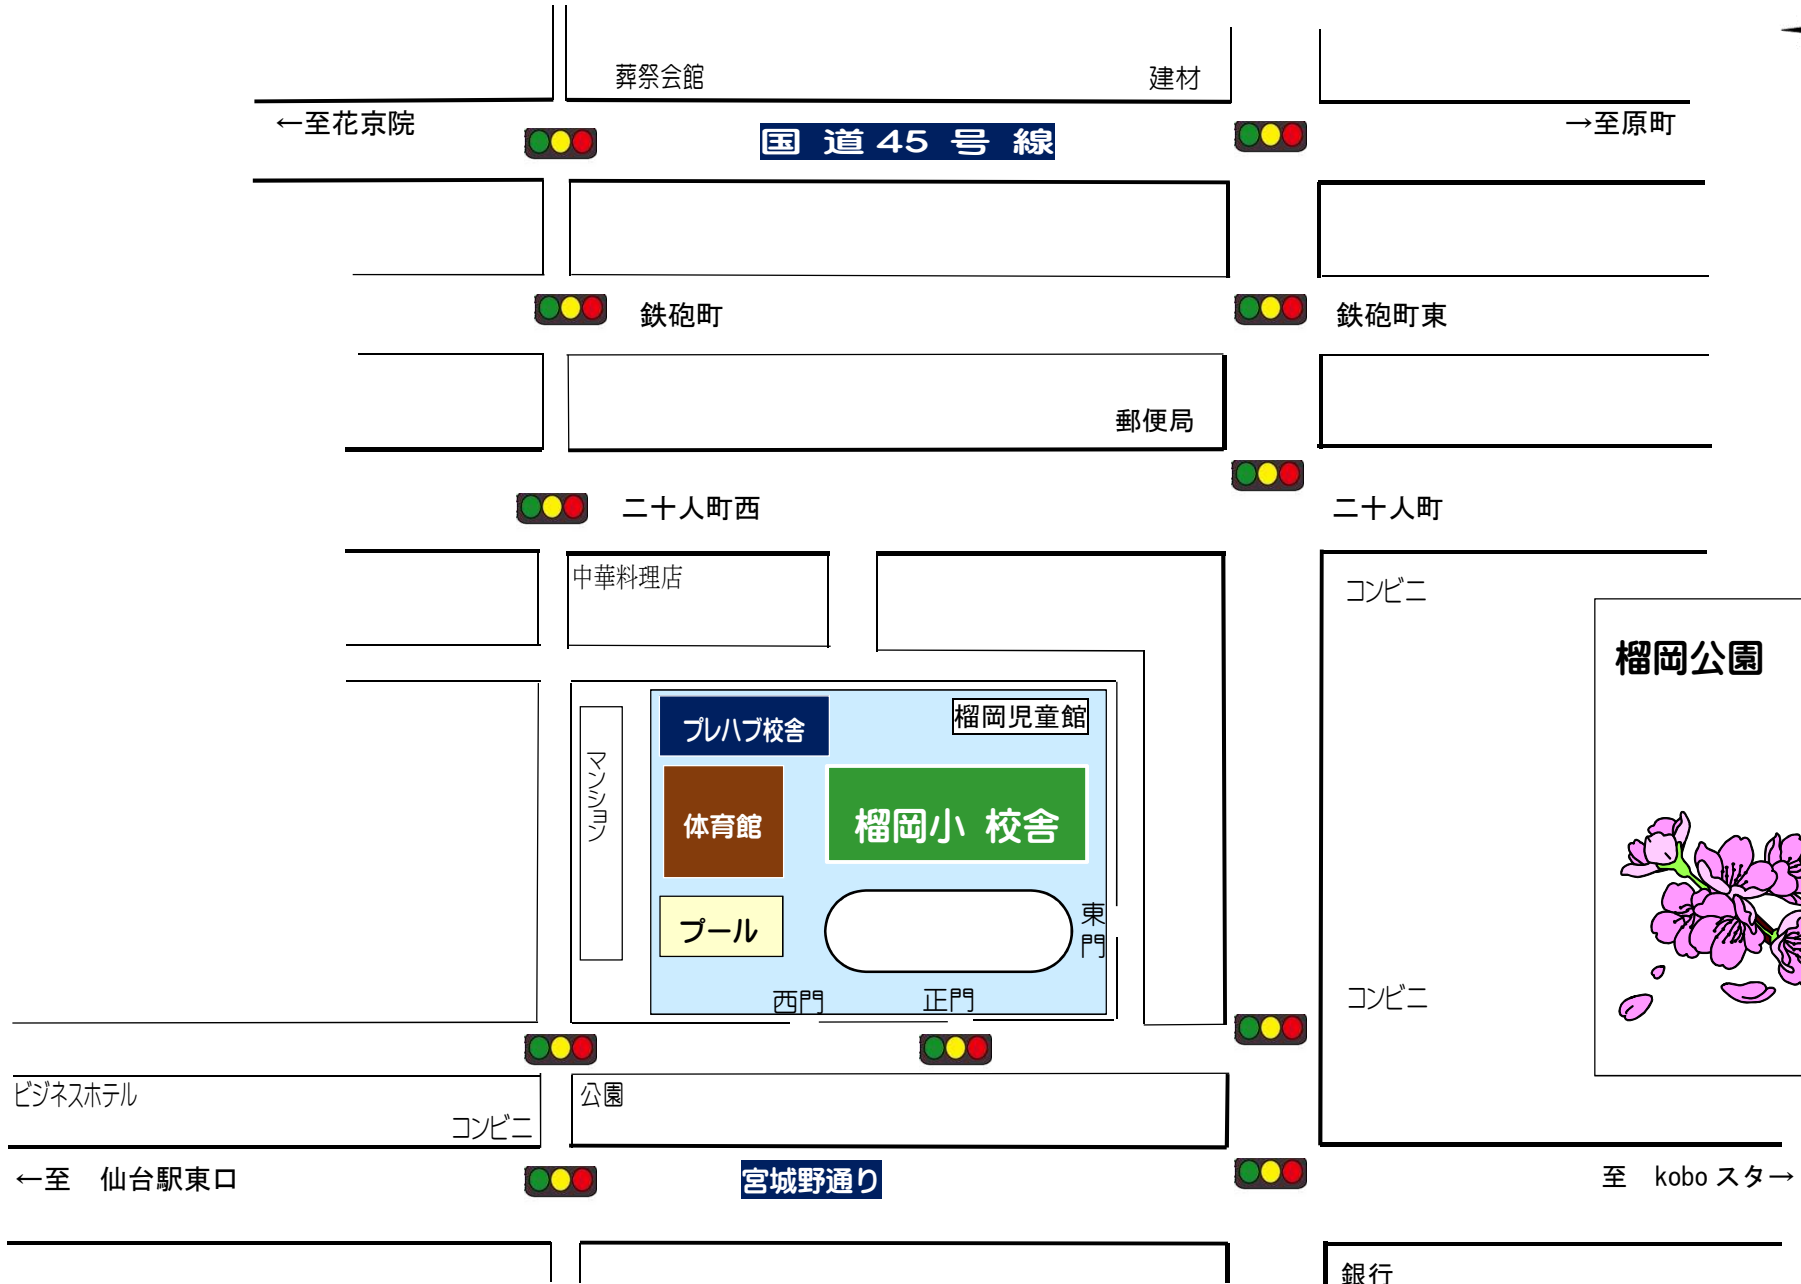 葬祭会館
建材
←至花京院
国道45号線
→至原町
鉄砲町
鉄砲町東
郵便局
二十人町西
二十人町
中華料理店
コンビニ
榴岡公園
プレハブ校舎
榴岡児童館
マンション
体育館
榴岡小 校舎
プール
東門
西門
正門
コンビニ
ビジネスホテル
コンビニ
公園
←至 仙台駅東口
宮城野通り
至 koboスタ→
銀行